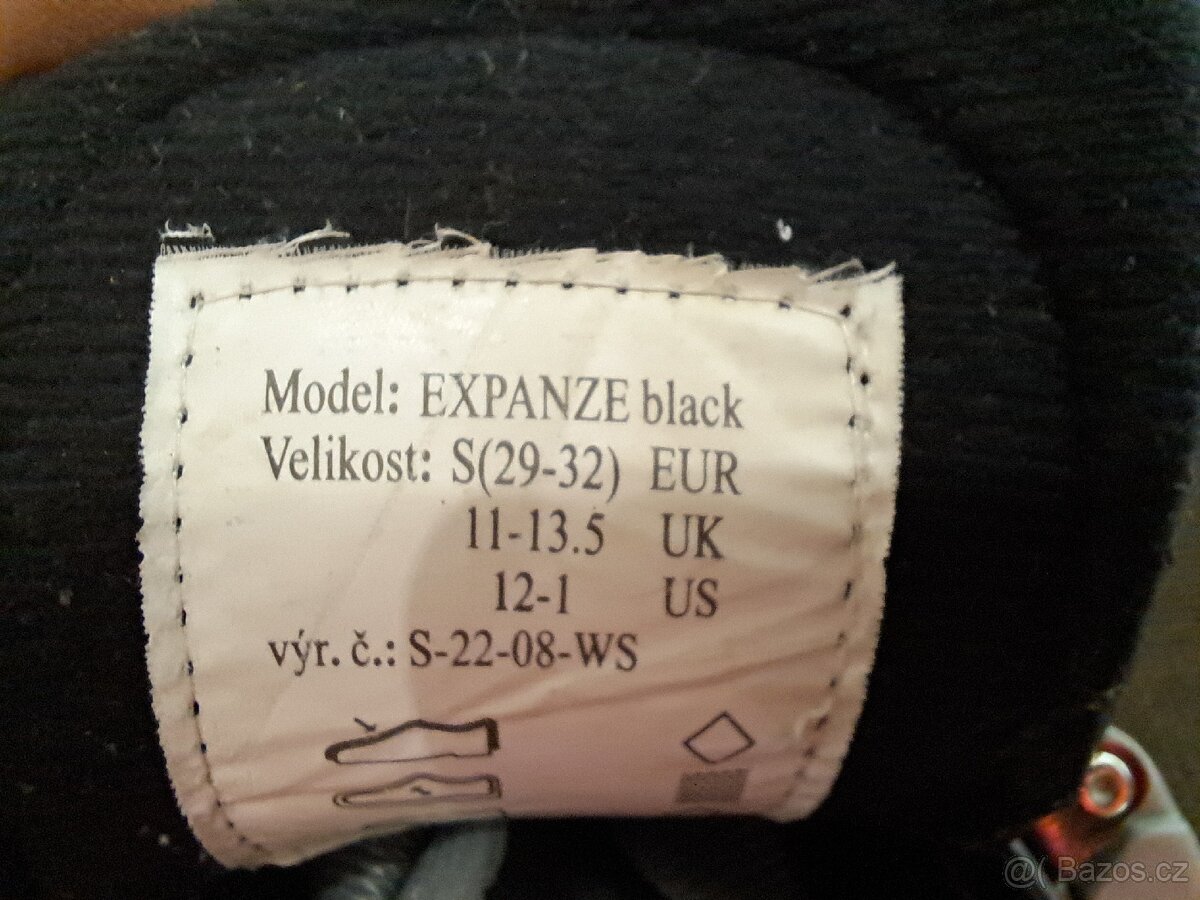 Model: EXPANZE black
Velikost: S(29-32) EUR
11-13.5 UK
12-1 US
výr. č.: S-22-08-WS
@( Bazos.cz